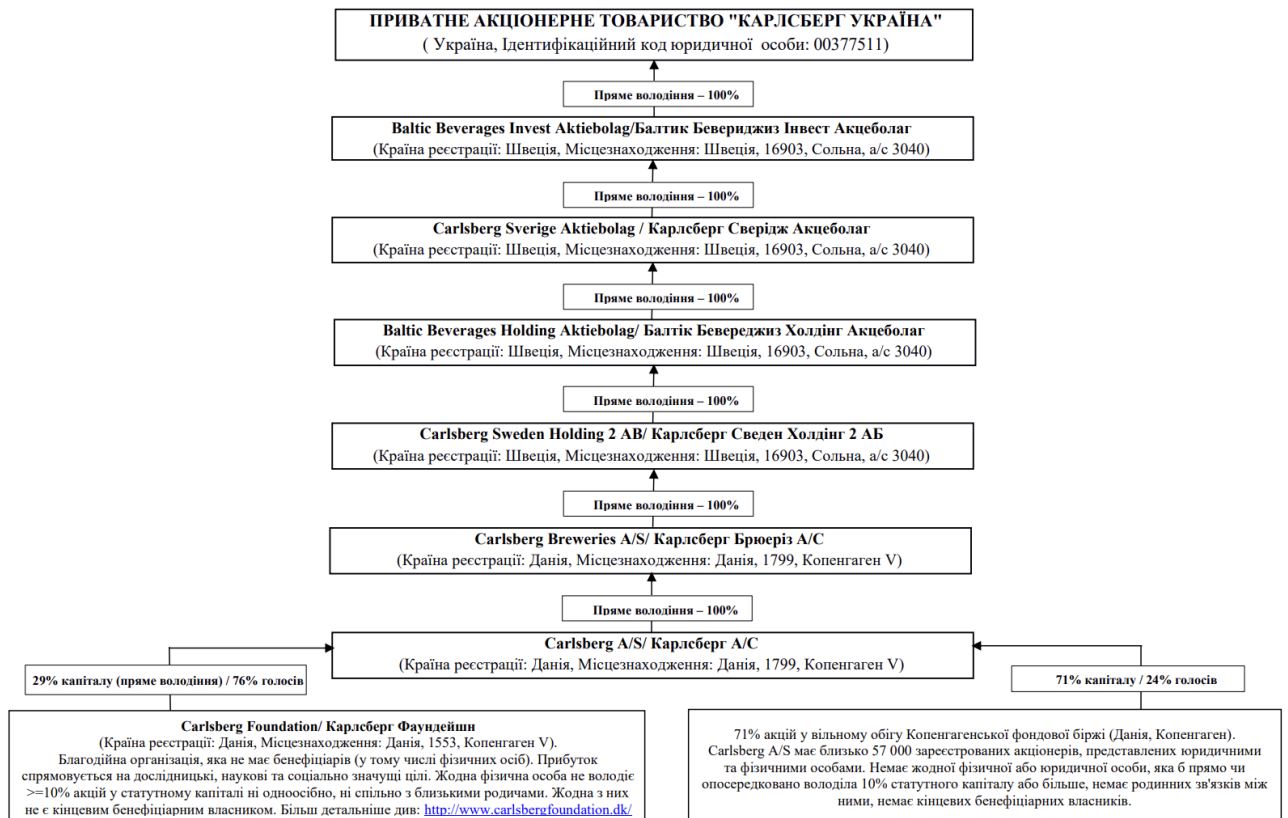 ПРИВАТНЕ АКЦІОНЕРНЕ ТОВАРИСТВО "КАРЛСБЕРГ УКРАЇНА"
( Україна, Ідентифікаційний код юридичної особи: 00377511)
Пряме володіння – 100%
Baltic Beverages Invest Aktiebolag/Балтик Бевериджиз Інвест Акцеболаг
(Країна реєстрації: Швеція, Місцезнаходження: Швеція, 16903, Сольна, а/с 3040)
Пряме володіння – 100%
Carlsberg Sverige Aktiebolag / Карлсберг Сверідж Акцеболаг
(Країна реєстрації: Швеція, Місцезнаходження: Швеція, 16903, Сольна, а/с 3040)
Пряме володіння – 100%
Baltic Beverages Holding Aktiebolag/ Балтік Бевереджиз Холдінг Акцеболаг
(Країна реєстрації: Швеція, Місцезнаходження: Швеція, 16903, Сольна, а/с 3040)
Пряме володіння – 100%
Carlsberg Sweden Holding 2 AB/ Карлсберг Сведен Холдінг 2 АБ
(Країна реєстрації: Швеція, Місцезнаходження: Швеція, 16903, Сольна, а/с 3040)
Пряме володіння – 100%
Carlsberg Breweries A/S/ Карлсберг Брюеріз А/С
(Країна реєстрації: Данія, Місцезнаходження: Данія, 1799, Копенгаген V)
Пряме володіння – 100%
Carlsberg A/S/ Карлсберг А/С
(Країна реєстрації: Данія, Місцезнаходження: Данія, 1799, Копенгаген V)
29% капіталу (пряме володіння) / 76% голосів
Carlsberg Foundation/ Карлсберг Фаундейшн
(Країна реєстрації: Данія, Місцезнаходження: Данія, 1553, Копенгаген V).
Благодійна організація, яка не має бенефіціарів (у тому числі фізичних осіб). Прибуток
спрямовується на дослідницькі, наукові та соціально значущі цілі. Жодна фізична особа не володіє
>=10% акцій у статутному капіталі ні одноосібно, ні спільно з близькими родичами. Жодна з них
не є кінцевим бенефіціарним власником. Більш детальніше див: http://www.carlsbergfoundation.dk/
71% капіталу / 24% голосів
71% акцій у вільному обігу Копенгагенської фондової біржі (Данія, Копенгаген).
Carlsberg A/S має близько 57 000 зареєстрованих акціонерів, представлених юридичними
та фізичними особами. Немає жодної фізичної або юридичної особи, яка б прямо чи
опосередковано володіла 10% статутного капіталу або більше, немає родинних зв'язків між
ними, немає кінцевих бенефіціарних власників.